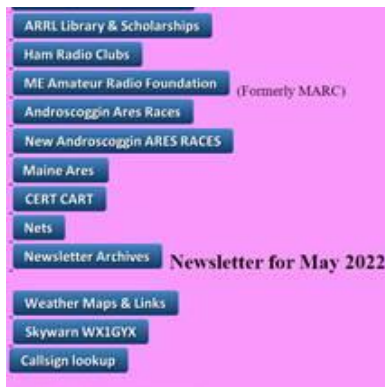 ARRL Library & Scholarships
Ham Radio Clubs
ME Amateur Radio Foundation (Formerly MARC)
Androscoggin Ares Races
New Androscoggin ARES RACES
Maine Ares
CERT CART
Nets
Newsletter Archives Newsletter for May 2022
Weather Maps & Links
Skywarn WX1GYX
Callsign lookup